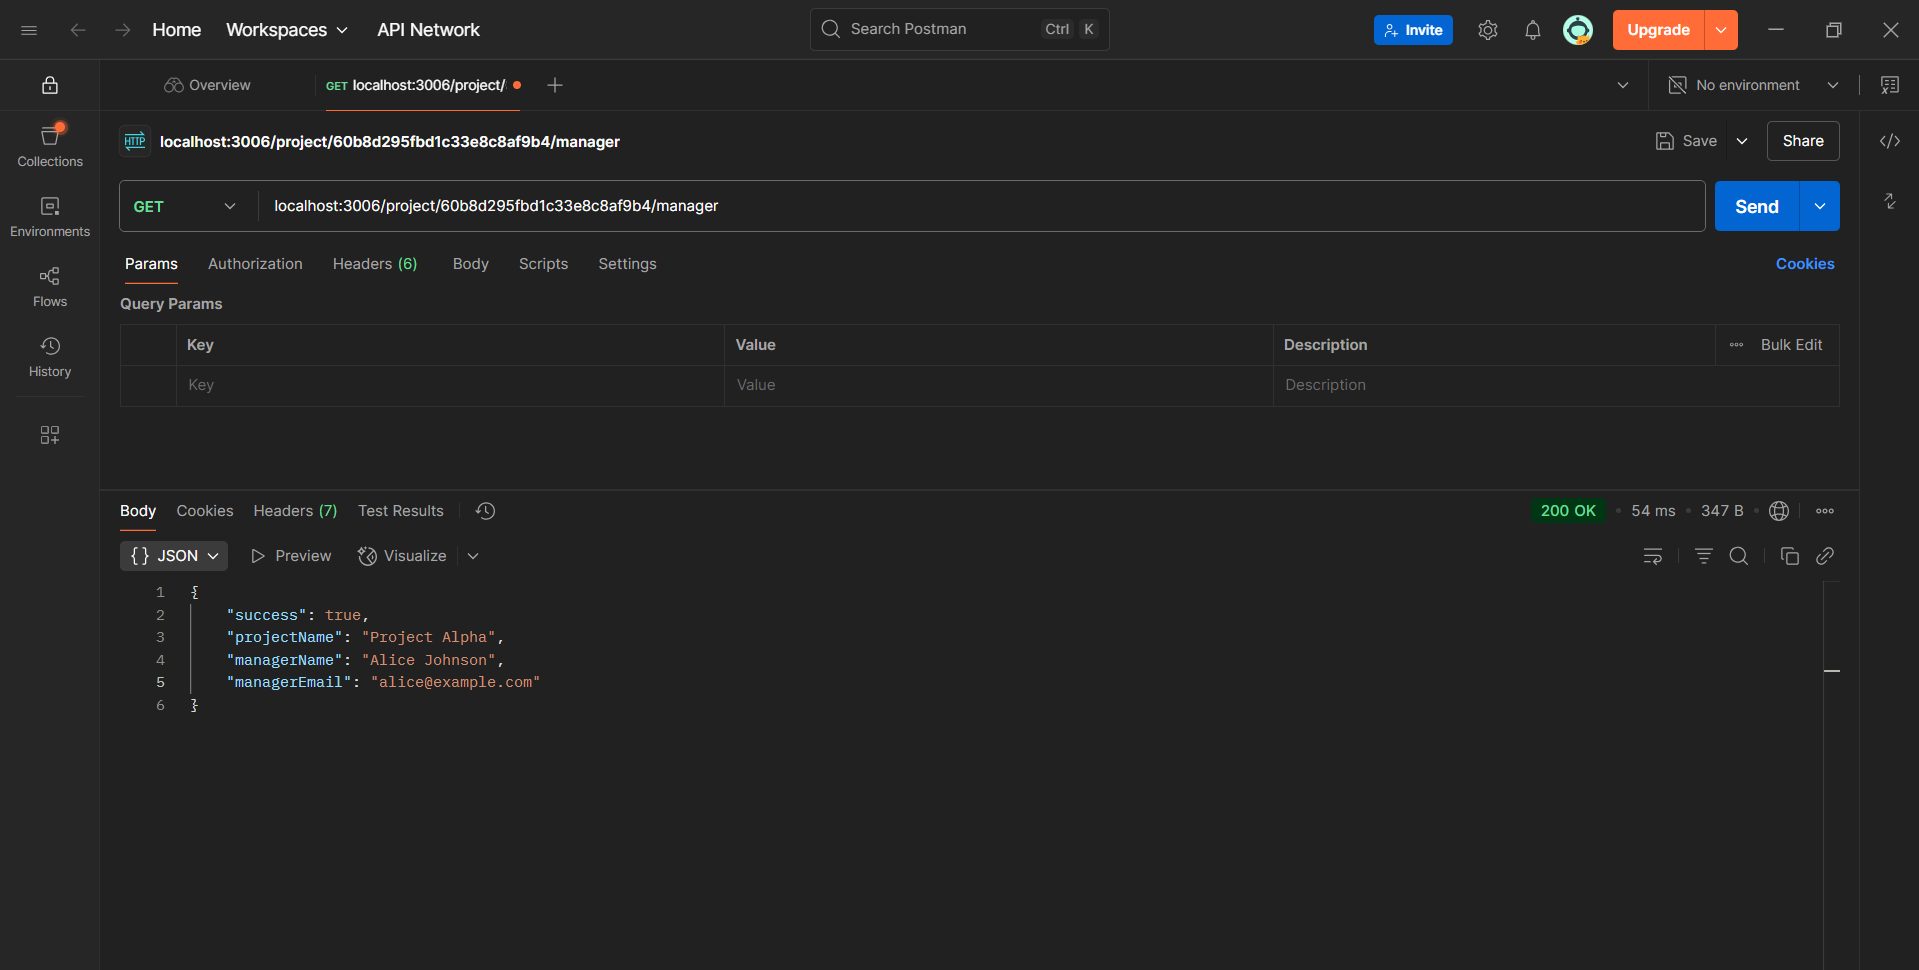 Home Workspaces API Network Search Postman Ctrl K Invite Upgrade
Overview GET localhost:3006/project/ No environment
Collections
Environments
Flows
History
HTTP localhost:3006/project/60b8d295fbd1c33e8c8af9b4/manager Save Share
GET localhost:3006/project/60b8d295fbd1c33e8c8af9b4/manager Send
Params Authorization Headers (6) Body Scripts Settings Cookies
Query Params
Key Value Description Bulk Edit
Key Value Description
Body Cookies Headers (7) Test Results 200 OK • 54 ms • 347 B •
{} JSON Preview Visualize
1 {
2 "success": true,
3 "projectName": "Project Alpha",
4 "managerName": "Alice Johnson",
5 "managerEmail": "alice@example.com"
6 }